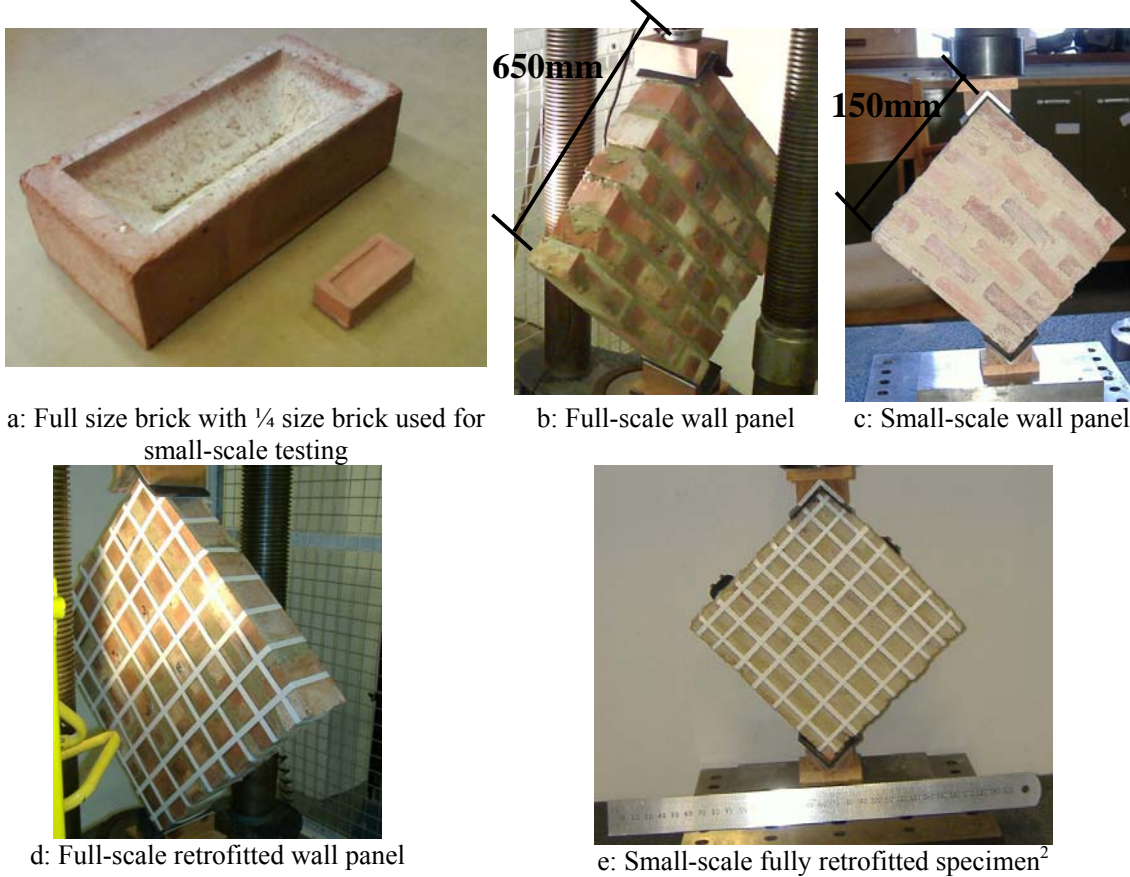 650mm
150mm
a: Full size brick with ¼ size brick used for
small-scale testing
b: Full-scale wall panel
c: Small-scale wall panel
d: Full-scale retrofitted wall panel
e: Small-scale fully retrofitted specimen²